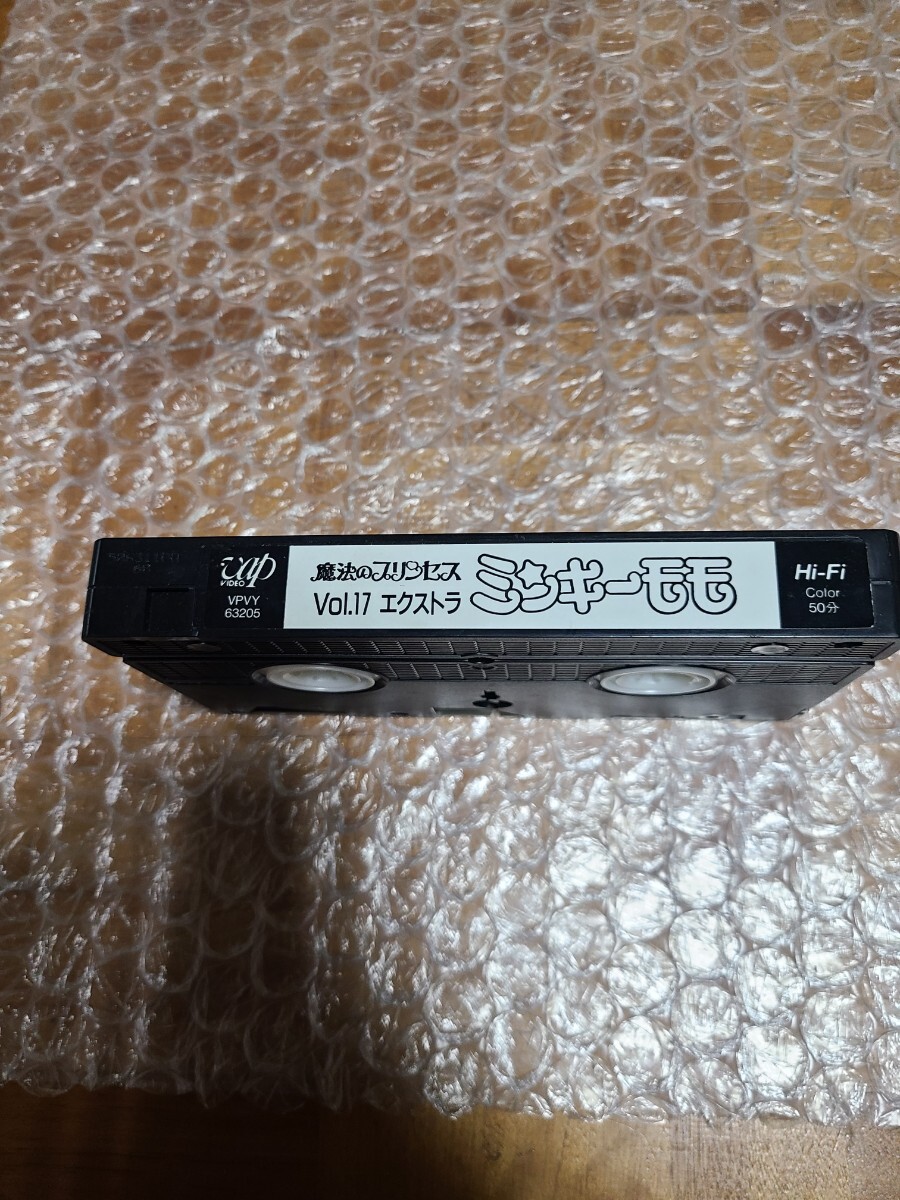 vap
VIDEO
VPVY
63205
魔法のプリンセス
Vol.17 エクストラ
ミンキーモモ
Hi-Fi
Color
50分